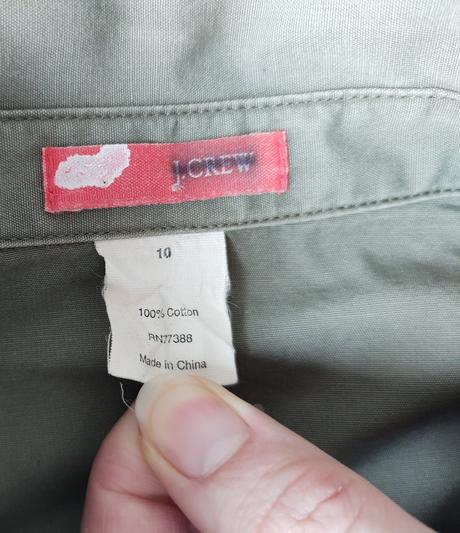 J.CREW
10
100% Cotton
RN77388
Made in China